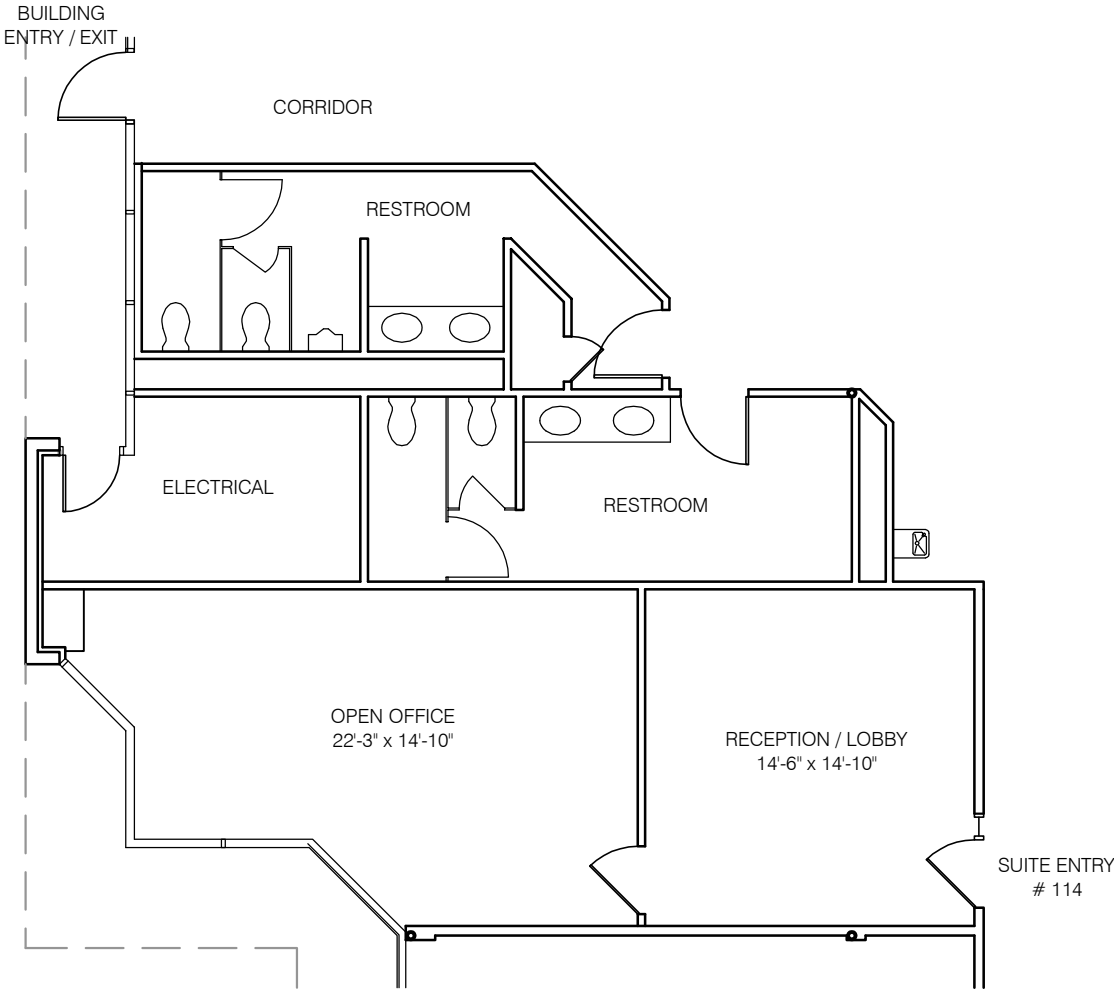 BUILDING
ENTRY / EXIT
CORRIDOR
RESTROOM
ELECTRICAL
RESTROOM
OPEN OFFICE
22'-3" x 14'-10"
RECEPTION / LOBBY
14'-6" x 14'-10"
SUITE ENTRY
# 114